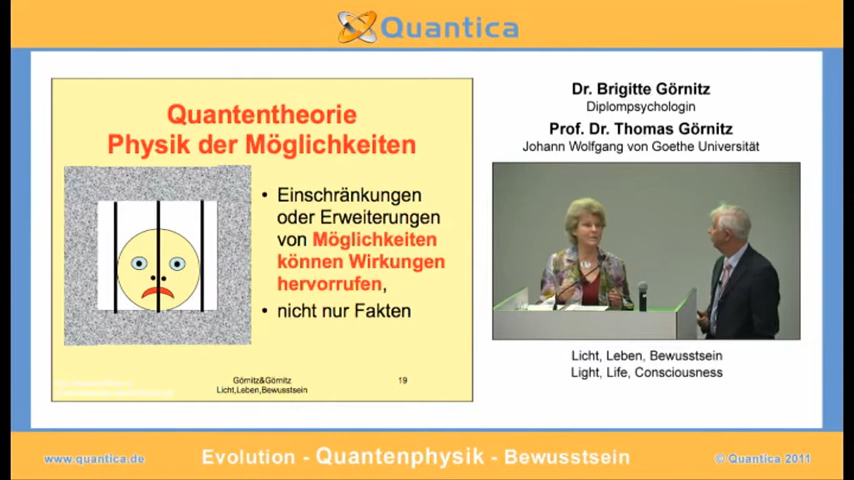 Quantica
Quantentheorie
Physik der Möglichkeiten
• Einschränkungen
oder Erweiterungen
von Möglichkeiten
können Wirkungen
hervorrufen,
• nicht nur Fakten
Görnitz&Görnitz
Licht,Leben,Bewusstsein
19
Dr. Brigitte Görnitz
Diplompsychologin
Prof. Dr. Thomas Görnitz
Johann Wolfgang von Goethe Universität
Licht, Leben, Bewusstsein
Light, Life, Consciousness
www.quantica.de
Evolution - Quantenphysik - Bewusstsein
© Quantica 2011